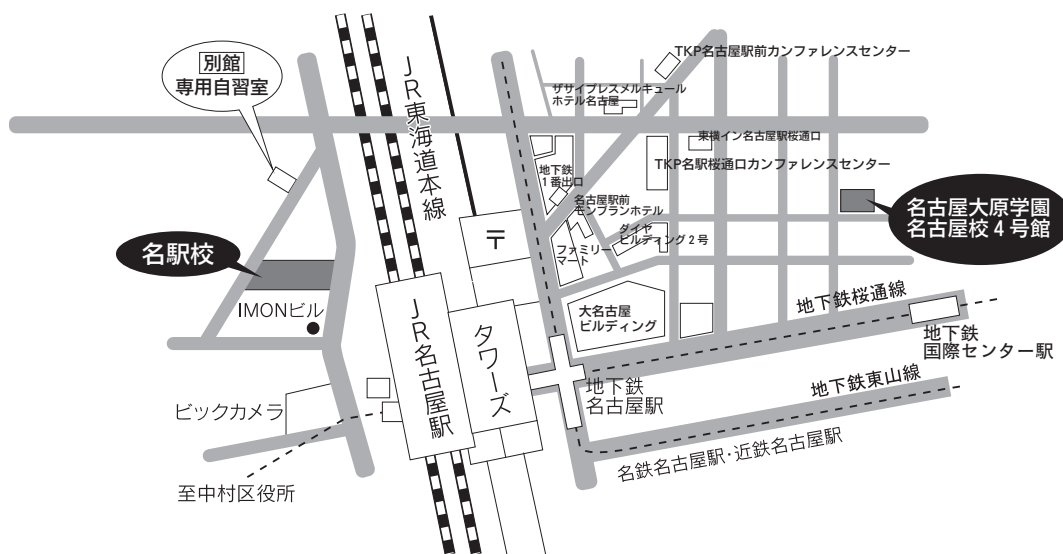 別館
専用自習室
JR東海道本線
TKP名古屋駅前カンファレンスセンター
ザサイプレスメルキュール
ホテル名古屋
東横イン名古屋駅桜通口
TKP名駅桜通口カンファレンスセンター
地下鉄
1番出口
名古屋駅前
モンブランホテル
ダイヤ
ビルディング2号
ファミリー
マート
〒
名古屋大原学園
名古屋校4号館
名駅校
IMONビル
JR名古屋駅
タワーズ
大名古屋
ビルディング
地下鉄桜通線
地下鉄
国際センター駅
地下鉄
名古屋駅
地下鉄東山線
ビックカメラ
名鉄名古屋駅・近鉄名古屋駅
至中村区役所